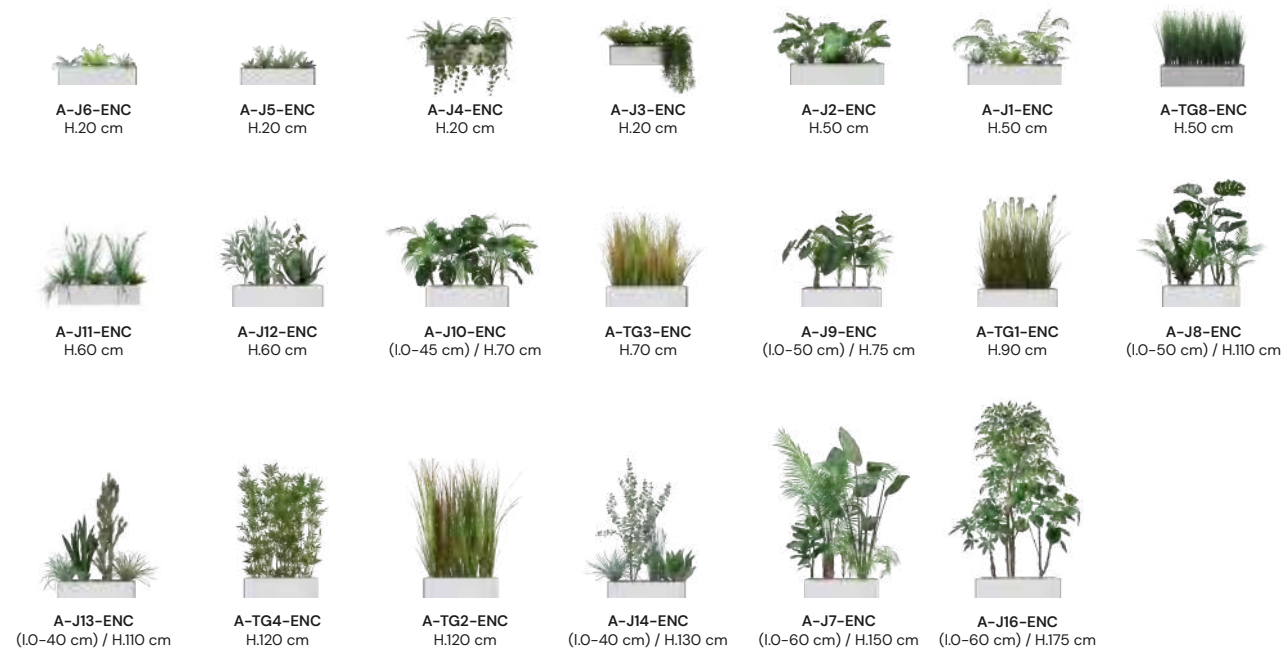 A-J6-ENC
H.20 cm
A-J5-ENC
H.20 cm
A-J4-ENC
H.20 cm
A-J3-ENC
H.20 cm
A-J2-ENC
H.50 cm
A-J1-ENC
H.50 cm
A-TG8-ENC
H.50 cm
A-J11-ENC
H.60 cm
A-J12-ENC
H.60 cm
A-J10-ENC
(l.0-45 cm) / H.70 cm
A-TG3-ENC
H.70 cm
A-J9-ENC
(l.0-50 cm) / H.75 cm
A-TG1-ENC
H.90 cm
A-J8-ENC
(l.0-50 cm) / H.110 cm
A-J13-ENC
(l.0-40 cm) / H.110 cm
A-TG4-ENC
H.120 cm
A-TG2-ENC
H.120 cm
A-J14-ENC
(l.0-40 cm) / H.130 cm
A-J7-ENC
(l.0-60 cm) / H.150 cm
A-J16-ENC
(l.0-60 cm) / H.175 cm